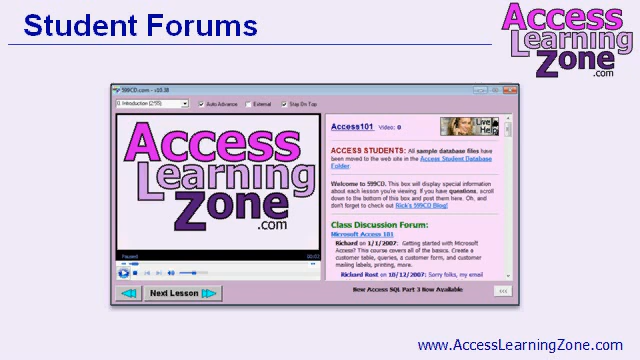 Student Forums
Access
Learning
Zone
.com
599CD.com - v10.38
0. Introduction (2:55)
Auto Advance
External
Stay On Top
Access
Learning
Zone
.com
Paused
00:03
Next Lesson
Access101 Video: 0
Live
Help
ACCESS STUDENTS: All sample database files have
been moved to the web site in the Access Student Database
Folder.
Welcome to 599CD. This box will display special information
about each lesson you're viewing. If you have questions, scroll
down to the bottom of this box and post them here. Oh, and
don't forget to check out Rick's 599CD Blog!
Class Discussion Forum:
Microsoft Access 101
Richard on 1/1/2007: Getting started with Microsoft
Access? This course covers all of the basics. Create a
customer table, queries, a customer form, and customer
mailing labels, printing, more.
Richard Rost on 10/12/2007: Sorry folks, my email
New Access SQL Part 3 Now Available
<<<
www.AccessLearningZone.com